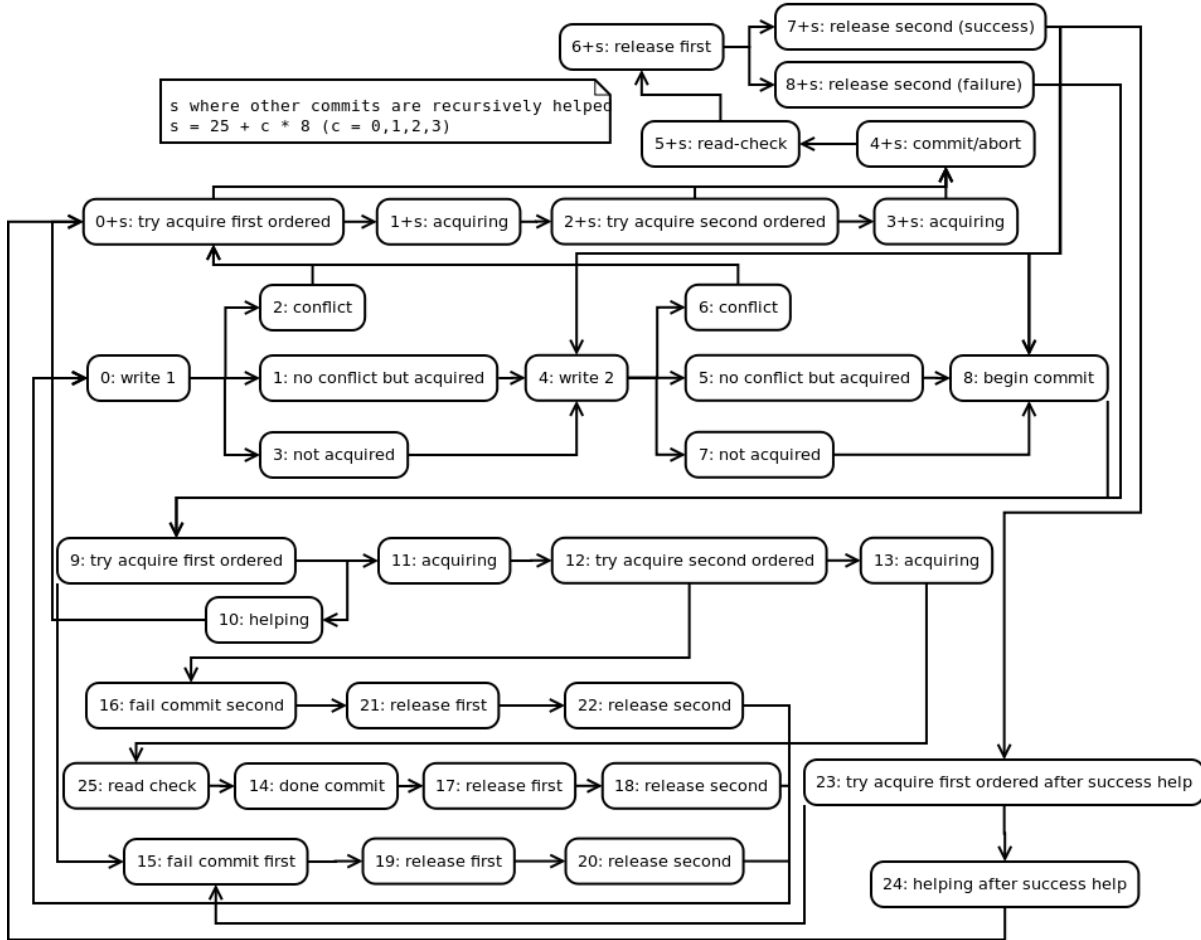 7+s: release second (success)
6+s: release first
8+s: release second (failure)
s where other commits are recursively helped
s = 25 + c * 8 (c = 0,1,2,3)
5+s: read-check
4+s: commit/abort
0+s: try acquire first ordered
1+s: acquiring
2+s: try acquire second ordered
3+s: acquiring
2: conflict
6: conflict
0: write 1
1: no conflict but acquired
4: write 2
5: no conflict but acquired
8: begin commit
3: not acquired
7: not acquired
9: try acquire first ordered
11: acquiring
12: try acquire second ordered
13: acquiring
10: helping
16: fail commit second
21: release first
22: release second
25: read check
14: done commit
17: release first
18: release second
23: try acquire first ordered after success help
15: fail commit first
19: release first
20: release second
24: helping after success help